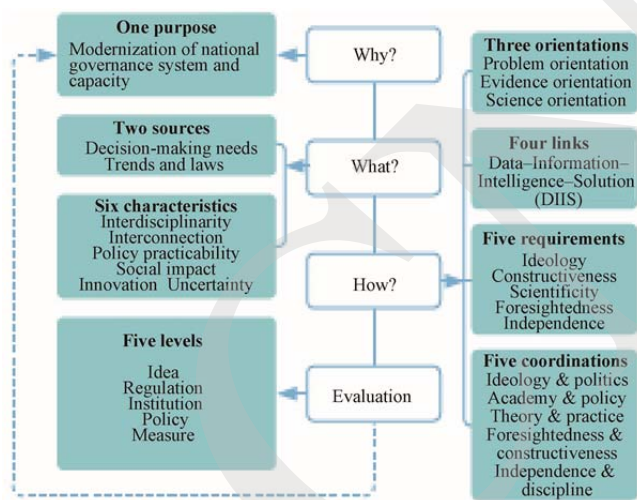 One purpose
Modernization of national
governance system and
capacity
Why?
Three orientations
Problem orientation
Evidence orientation
Science orientation
Two sources
Decision-making needs
Trends and laws
What?
Four links
Data–Information–
Intelligence–Solution
(DIIS)
Six characteristics
Interdisciplinarity
Interconnection
Policy practicability
Social impact
Innovation Uncertainty
How?
Five requirements
Ideology
Constructiveness
Scientificity
Foresightedness
Independence
Five levels
Idea
Regulation
Institution
Policy
Measure
Evaluation
Five coordinations
Ideology & politics
Academy & policy
Theory & practice
Foresightedness &
constructiveness
Independence &
discipline